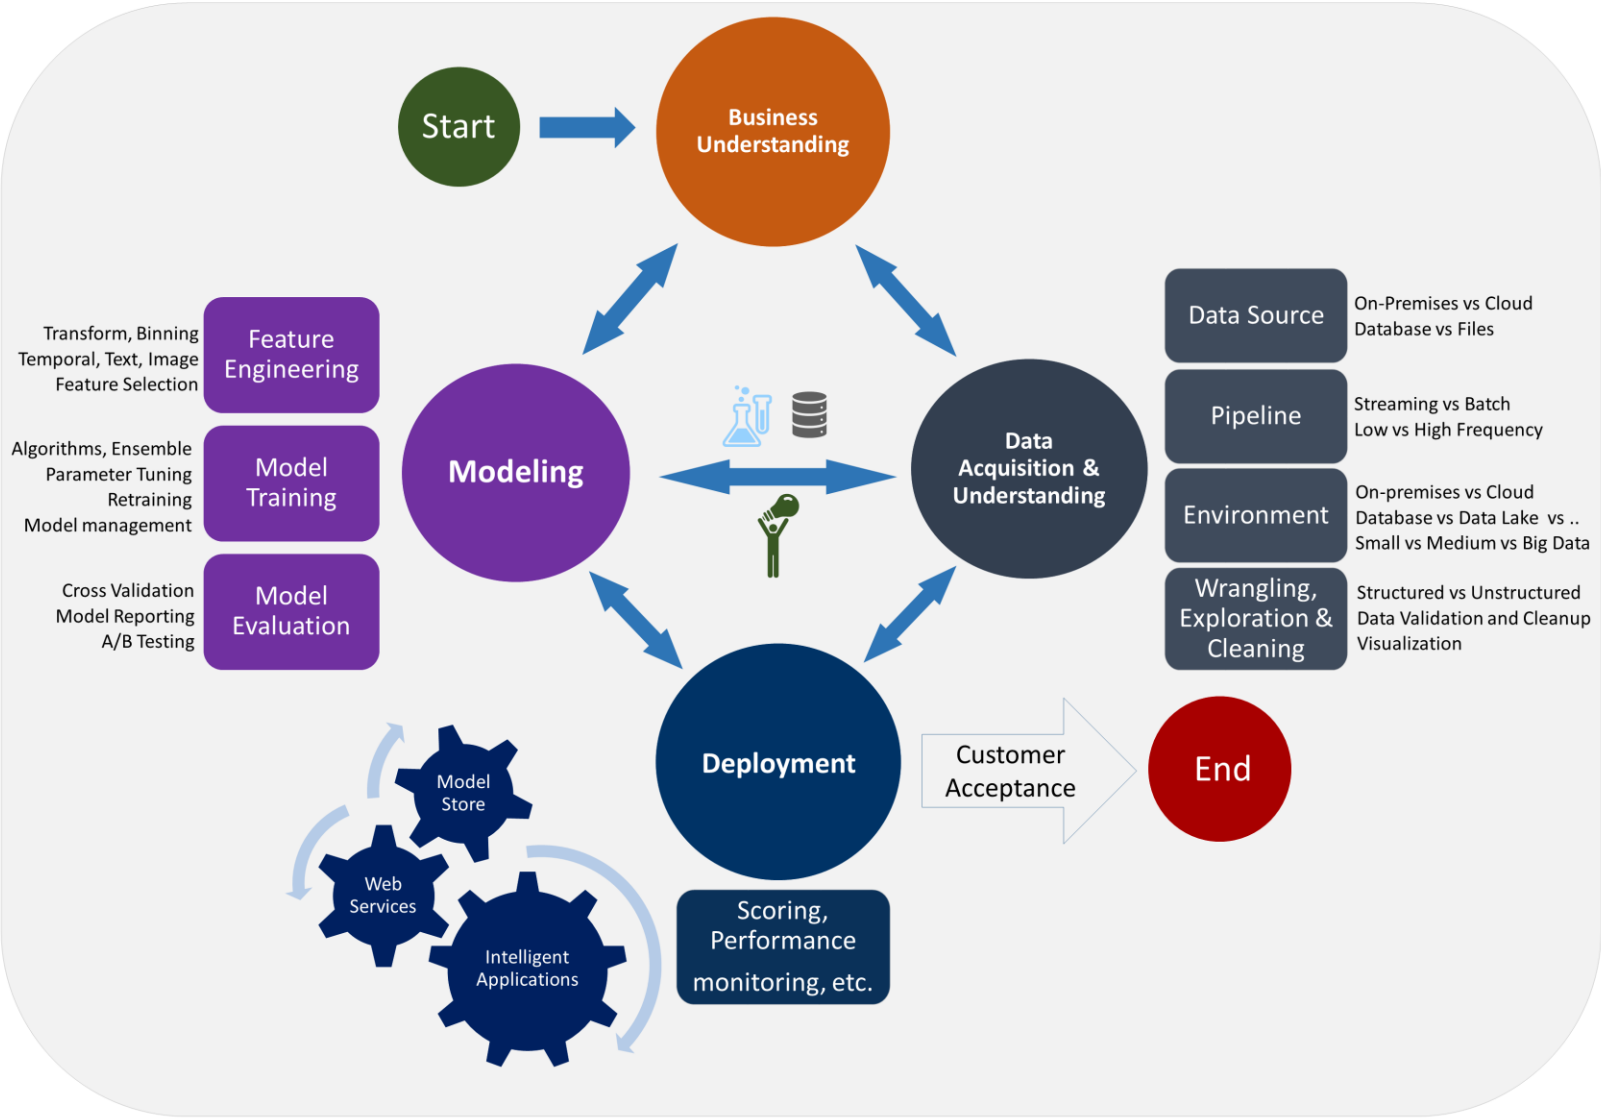 Start
Business
Understanding
Feature
Engineering
Transform, Binning
Temporal, Text, Image
Feature Selection
Model
Training
Algorithms, Ensemble
Parameter Tuning
Retraining
Model management
Model
Evaluation
Cross Validation
Model Reporting
A/B Testing
Modeling
Data
Acquisition &
Understanding
Data Source
On-Premises vs Cloud
Database vs Files
Pipeline
Streaming vs Batch
Low vs High Frequency
Environment
On-premises vs Cloud
Database vs Data Lake  vs ..
Small vs Medium vs Big Data
Wrangling,
Exploration &
Cleaning
Structured vs Unstructured
Data Validation and Cleanup
Visualization
Deployment
Customer
Acceptance
End
Model
Store
Web
Services
Intelligent
Applications
Scoring,
Performance
monitoring, etc.